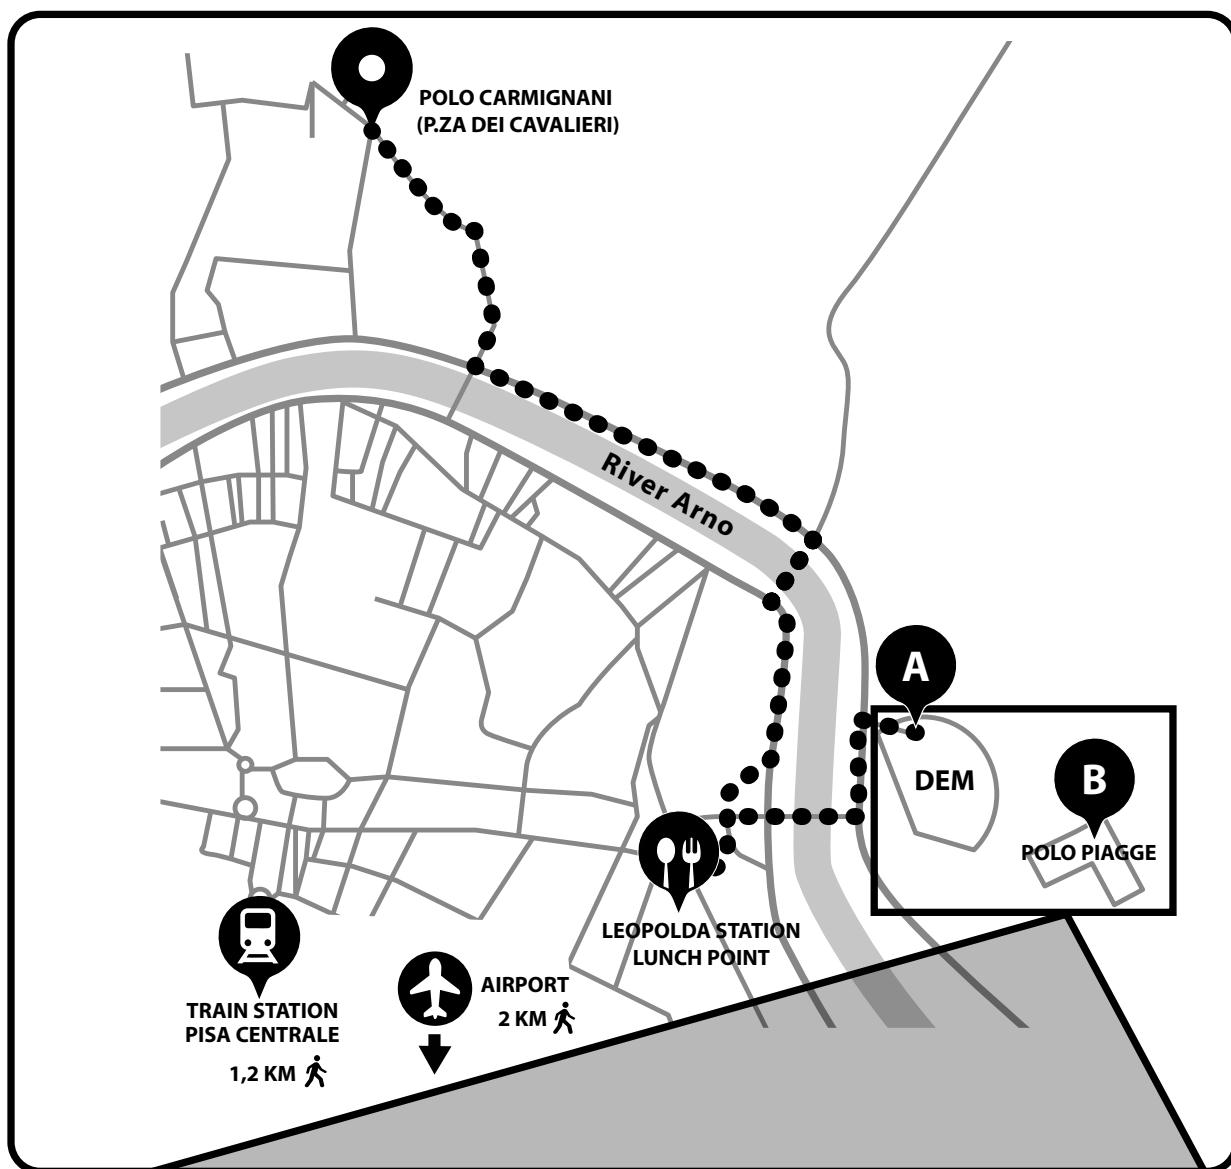 POLO CARMIGNANI
(P.ZA DEI CAVALIERI)
River Arno
A
DEM
B
POLO PIAGGE
LEOPOLDA STATION
LUNCH POINT
AIRPORT
2 KM
TRAIN STATION
PISA CENTRALE
1,2 KM